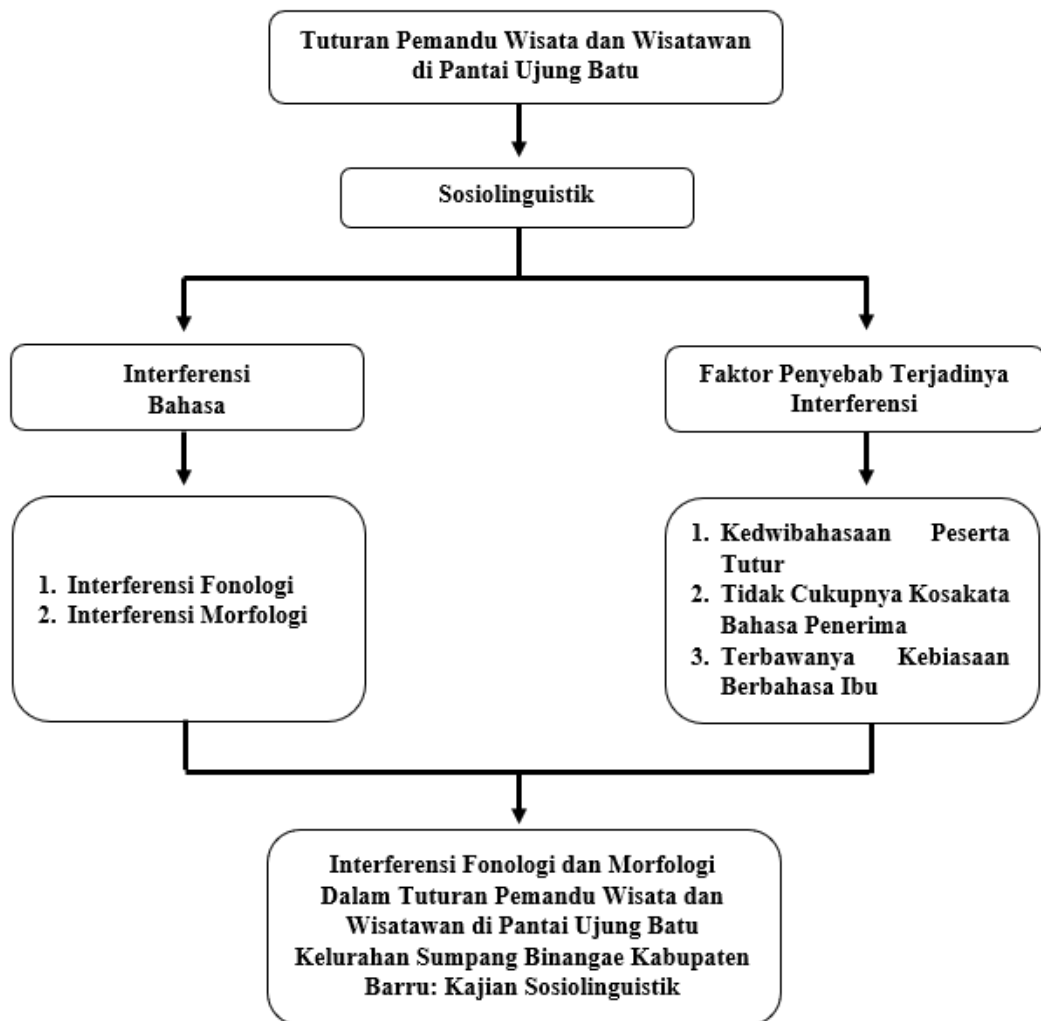 Tuturan Pemandu Wisata dan Wisatawan
di Pantai Ujung Batu
Sosiolinguistik
Interferensi
Bahasa
Faktor Penyebab Terjadinya
Interferensi
1. Interferensi Fonologi
2. Interferensi Morfologi
1. Kedwibahasaan Peserta
Tutur
2. Tidak Cukupnya Kosakata
Bahasa Penerima
3. Terbawanya Kebiasaan
Berbahasa Ibu
Interferensi Fonologi dan Morfologi
Dalam Tuturan Pemandu Wisata dan
Wisatawan di Pantai Ujung Batu
Kelurahan Sumpang Binangae Kabupaten
Barru: Kajian Sosiolinguistik